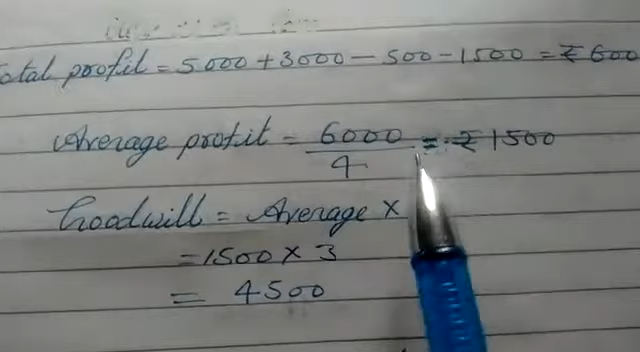 otal profit = 5000 + 3000 - 500 - 1500 = ₹ 600
Average profit = 6000 / 4 = ₹ 1500
Goodwill = Average ×
= 1500 × 3
= 4500